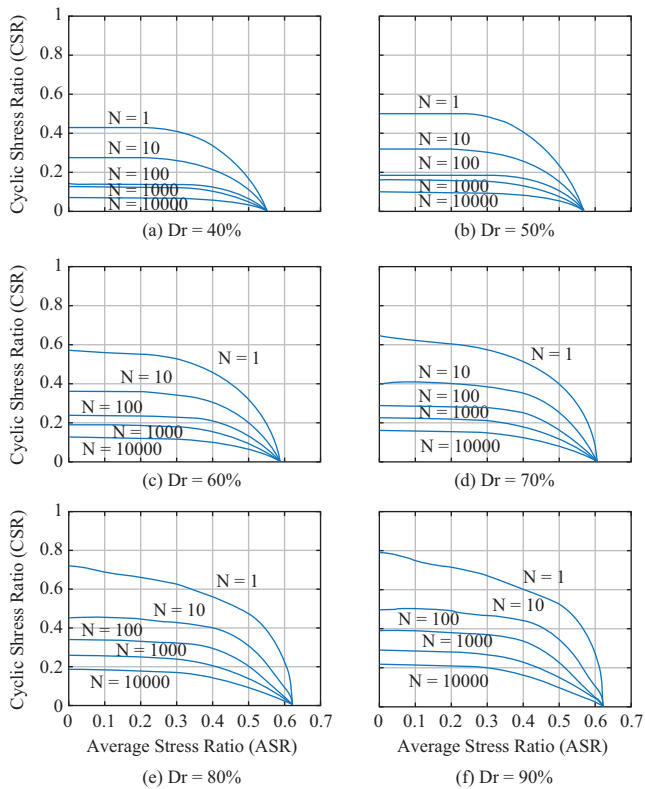 1
0.8
0.6
0.4
0.2
0
Cyclic Shress Ratio (CSR)
N = 1
N = 10
N = 100
N = 1000
N = 10000
(a) Dr = 40%
N = 1
N = 10
N = 100
N = 1000
N = 10000
(b) Dr = 50%
1
0.8
0.6
0.4
0.2
0
Cyclic Shress Ratio (CSR)
N = 1
N = 10
N = 100
N = 1000
N = 10000
(c) Dr = 60%
N = 1
N = 10
N = 100
N = 1000
N = 10000
(d) Dr = 70%
1
0.8
0.6
0.4
0.2
0
Cyclic Shress Ratio (CSR)
N = 1
N = 10
N = 100
N = 1000
N = 10000
0 0.1 0.2 0.3 0.4 0.5 0.6 0.7
Average Stress Ratio (ASR)
(e) Dr = 80%
N = 1
N = 10
N = 100
N = 1000
N = 10000
0 0.1 0.2 0.3 0.4 0.5 0.6 0.7
Average Stress Ratio (ASR)
(f) Dr = 90%